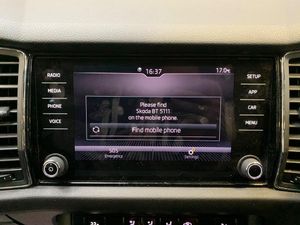 16:37 17.0°
RADIO
MEDIA
PHONE
VOICE
Please find
Skoda BT 5111
on the mobile phone.
Find mobile phone
SOS
Emergency
Settings
SETUP
APP
CAR
MENU